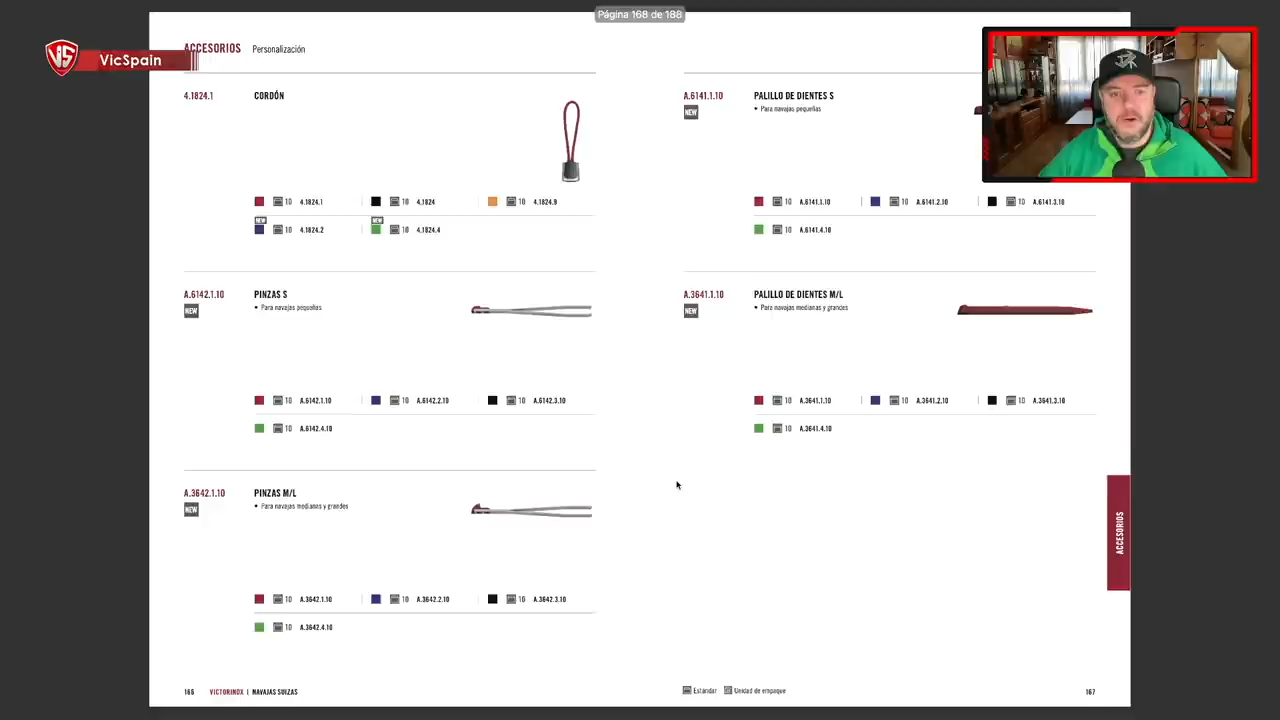 Página 168 de 188
VS
VicSpain
ACCESORIOS Personalización
4.1824.1 CORDÓN
10 4.1824.1 10 4.1824 10 4.1824.9
NEW NEW
10 4.1824.2 10 4.1824.4
A.6142.1.10 PINZAS S
NEW • Para navajas pequeñas
10 A.6142.1.10 10 A.6142.2.10 10 A.6142.3.10
10 A.6142.4.10
A.3642.1.10 PINZAS M/L
NEW • Para navajas medianas y grandes
10 A.3642.1.10 10 A.3642.2.10 10 A.3642.3.10
10 A.3642.4.10
166 VICTORINOX | NAVAJAS SUIZAS
A.6141.1.10 PALILLO DE DIENTES S
NEW • Para navajas pequeñas
10 A.6141.1.10 10 A.6141.2.10 10 A.6141.3.10
10 A.6141.4.10
A.3641.1.10 PALILLO DE DIENTES M/L
NEW • Para navajas medianas y grandes
10 A.3641.1.10 10 A.3641.2.10 10 A.3641.3.10
10 A.3641.4.10
ACCESORIOS
Estándar Unidad de empaque
167